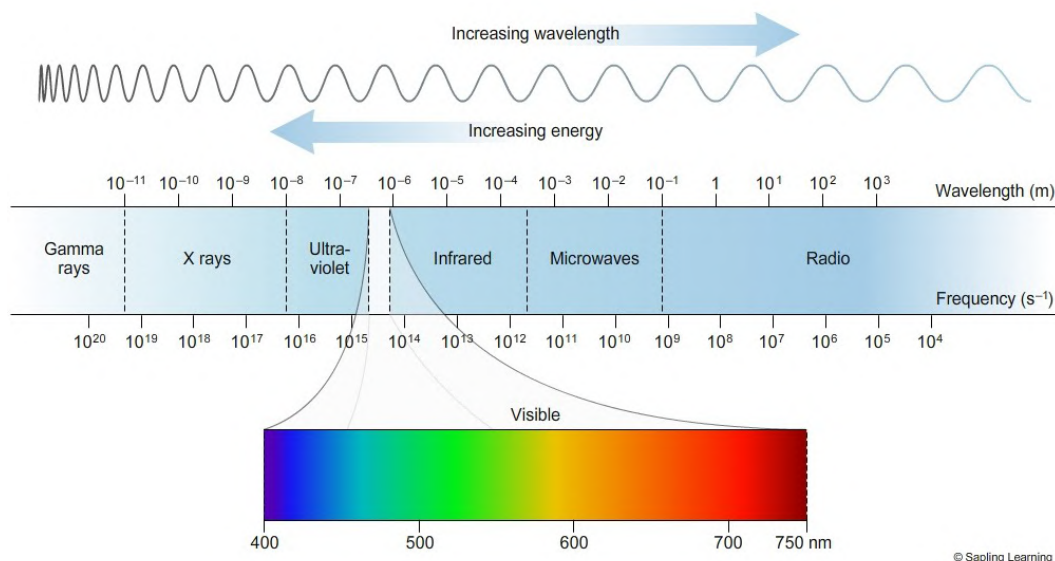 Increasing wavelength
Increasing energy
10⁻¹¹ 10⁻¹⁰ 10⁻⁹ 10⁻⁸ 10⁻⁷ 10⁻⁶ 10⁻⁵ 10⁻⁴ 10⁻³ 10⁻² 10⁻¹ 1 10¹ 10² 10³ Wavelength (m)
Gamma rays X rays Ultra-violet Infrared Microwaves Radio
Frequency (s⁻¹)
10²⁰ 10¹⁹ 10¹⁸ 10¹⁷ 10¹⁶ 10¹⁵ 10¹⁴ 10¹³ 10¹² 10¹¹ 10¹⁰ 10⁹ 10⁸ 10⁷ 10⁶ 10⁵ 10⁴
Visible
400 500 600 700 750 nm
© Sapling Learning